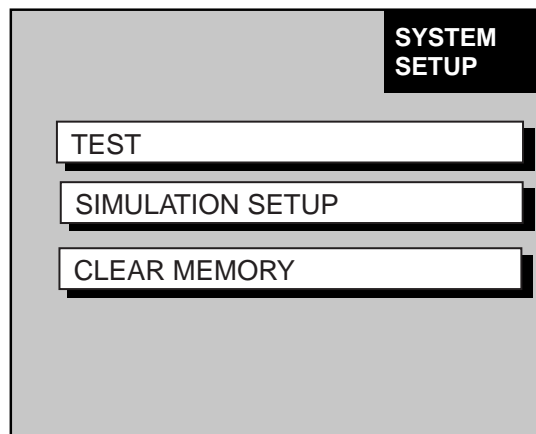 SYSTEM
SETUP
TEST
SIMULATION SETUP
CLEAR MEMORY